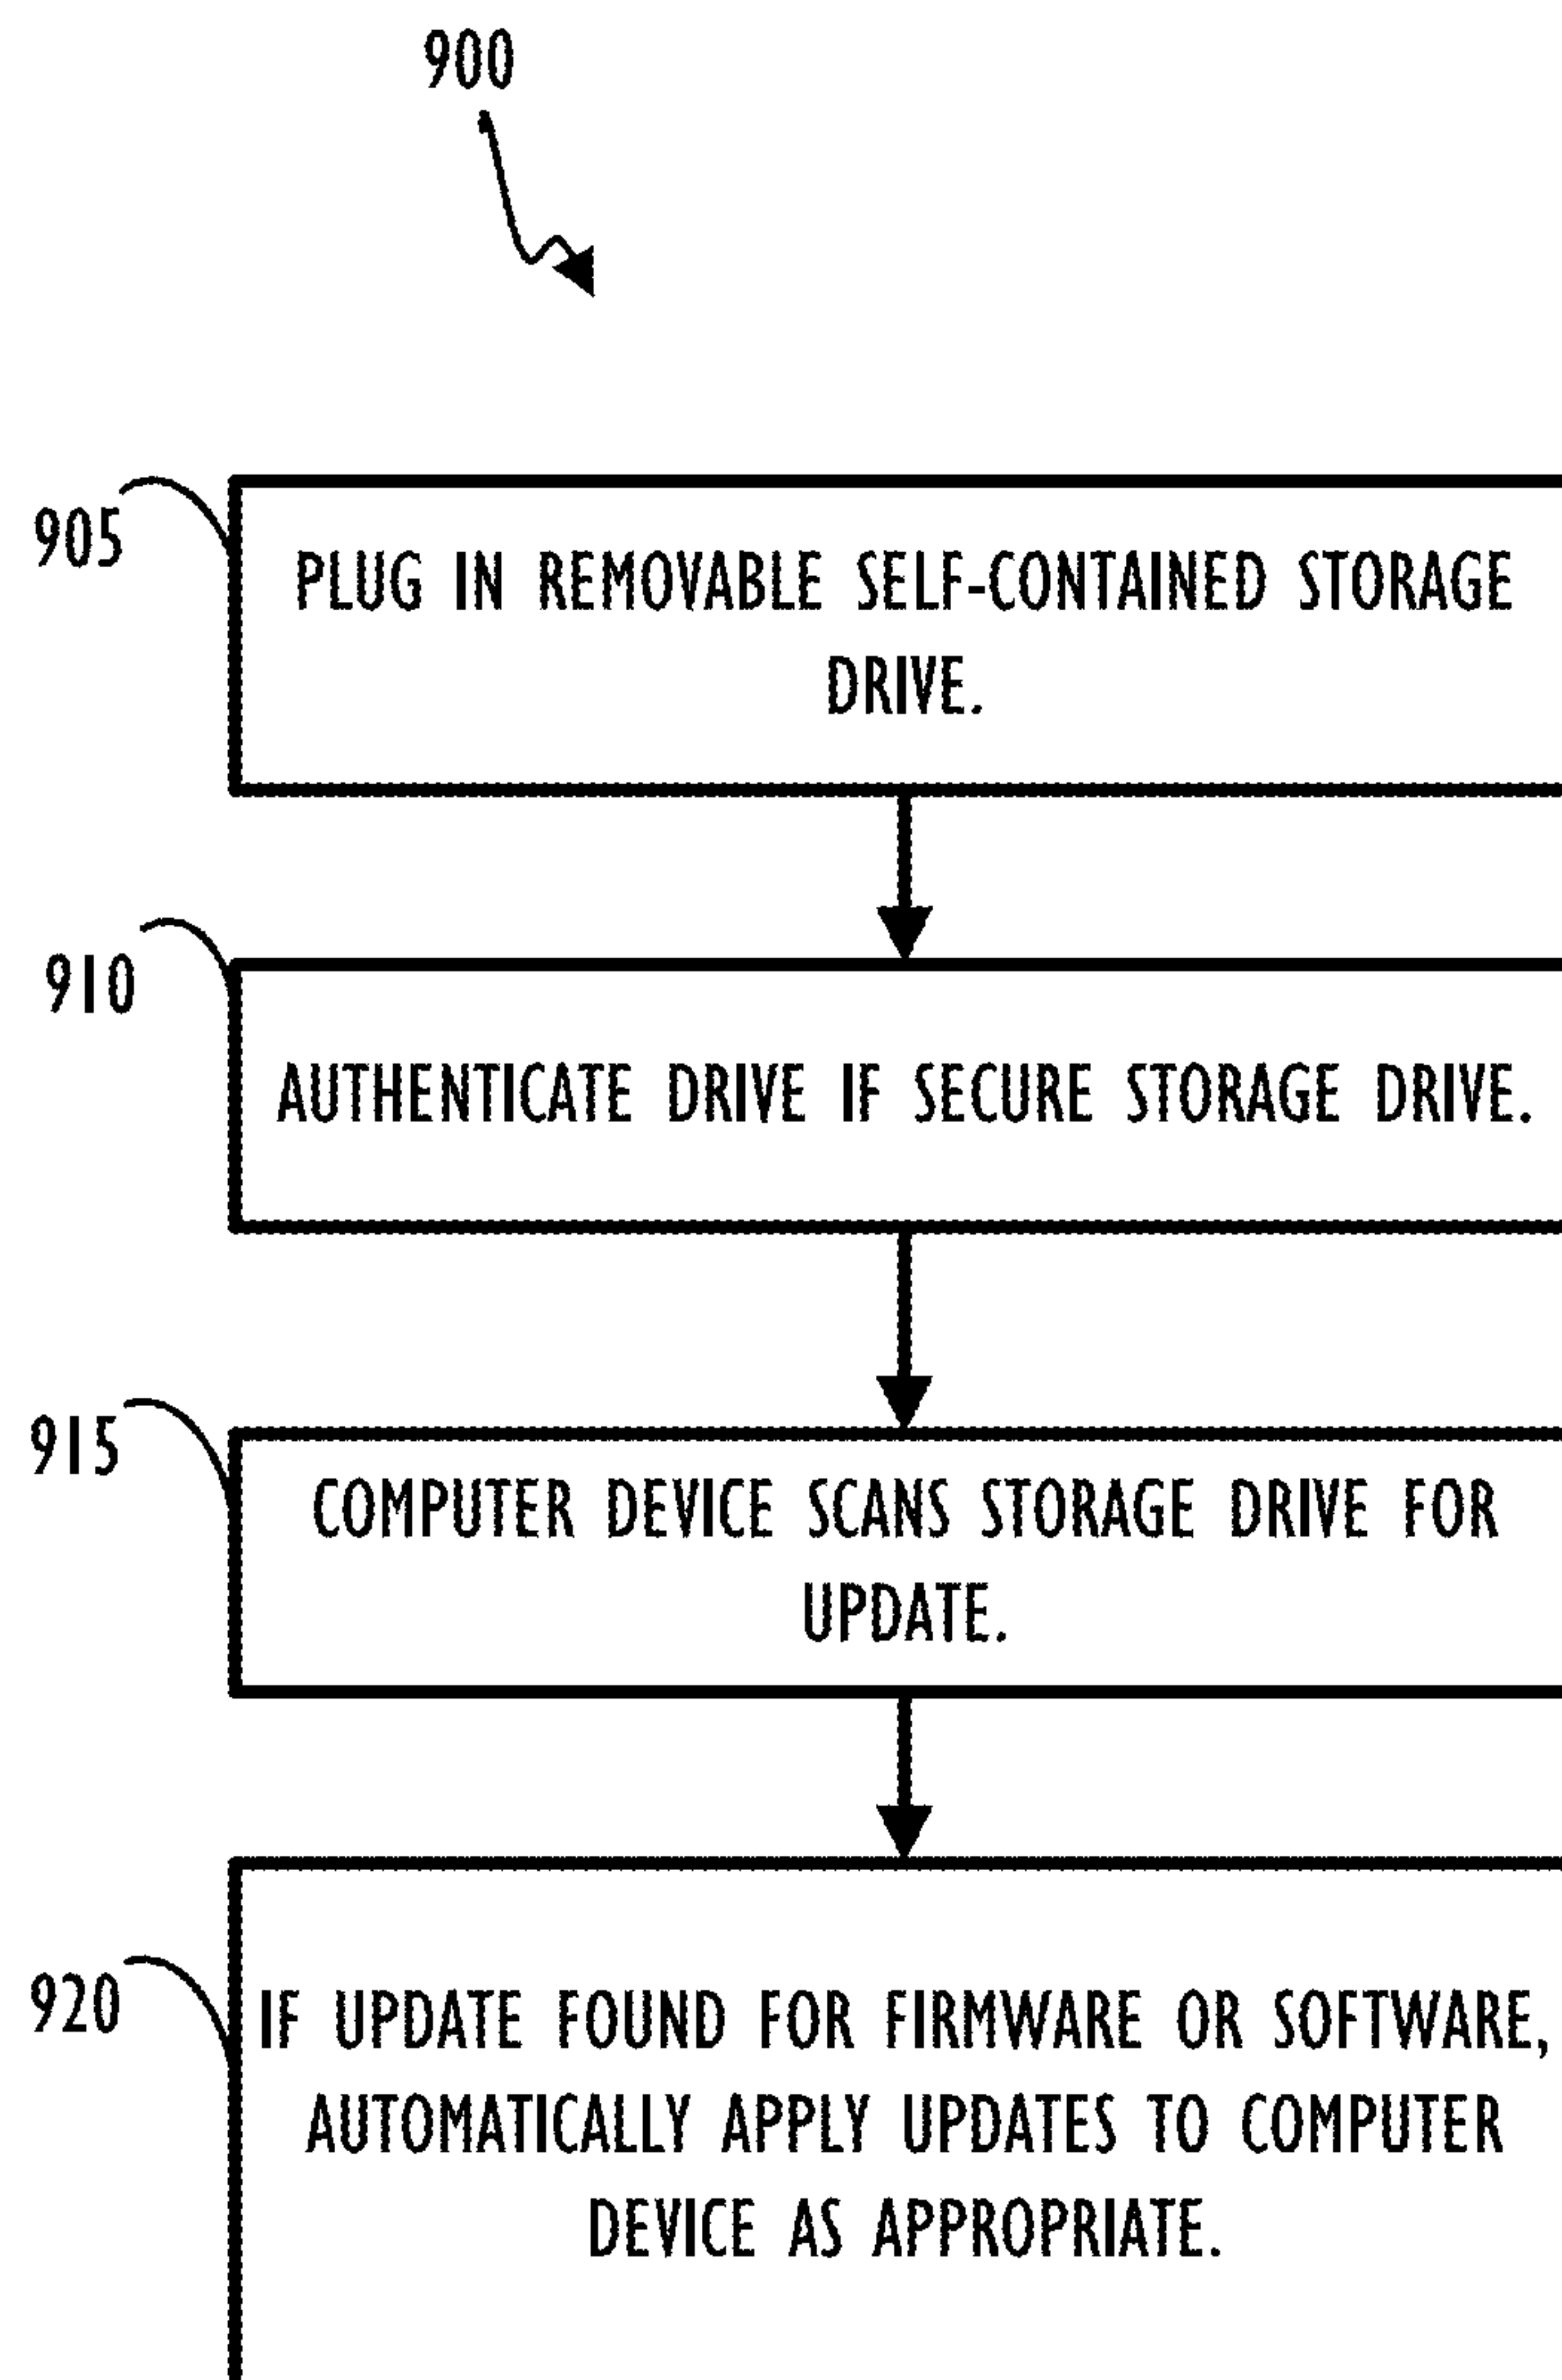 900
905
PLUG IN REMOVABLE SELF-CONTAINED STORAGE
DRIVE.
910
AUTHENTICATE DRIVE IF SECURE STORAGE DRIVE.
915
COMPUTER DEVICE SCANS STORAGE DRIVE FOR
UPDATE.
920
IF UPDATE FOUND FOR FIRMWARE OR SOFTWARE,
AUTOMATICALLY APPLY UPDATES TO COMPUTER
DEVICE AS APPROPRIATE.